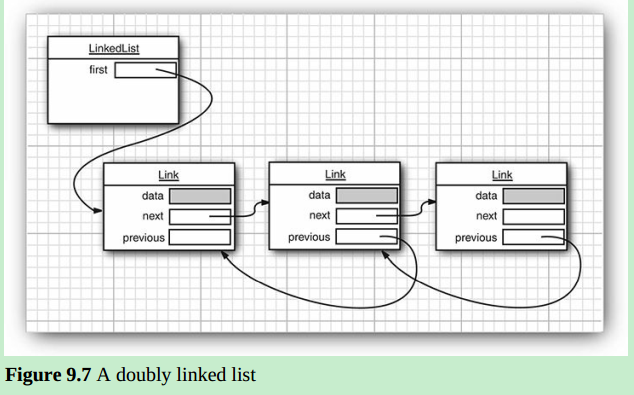 LinkedList
first
Link
Link
Link
data
data
data
next
next
next
previous
previous
previous
Figure 9.7 A doubly linked list